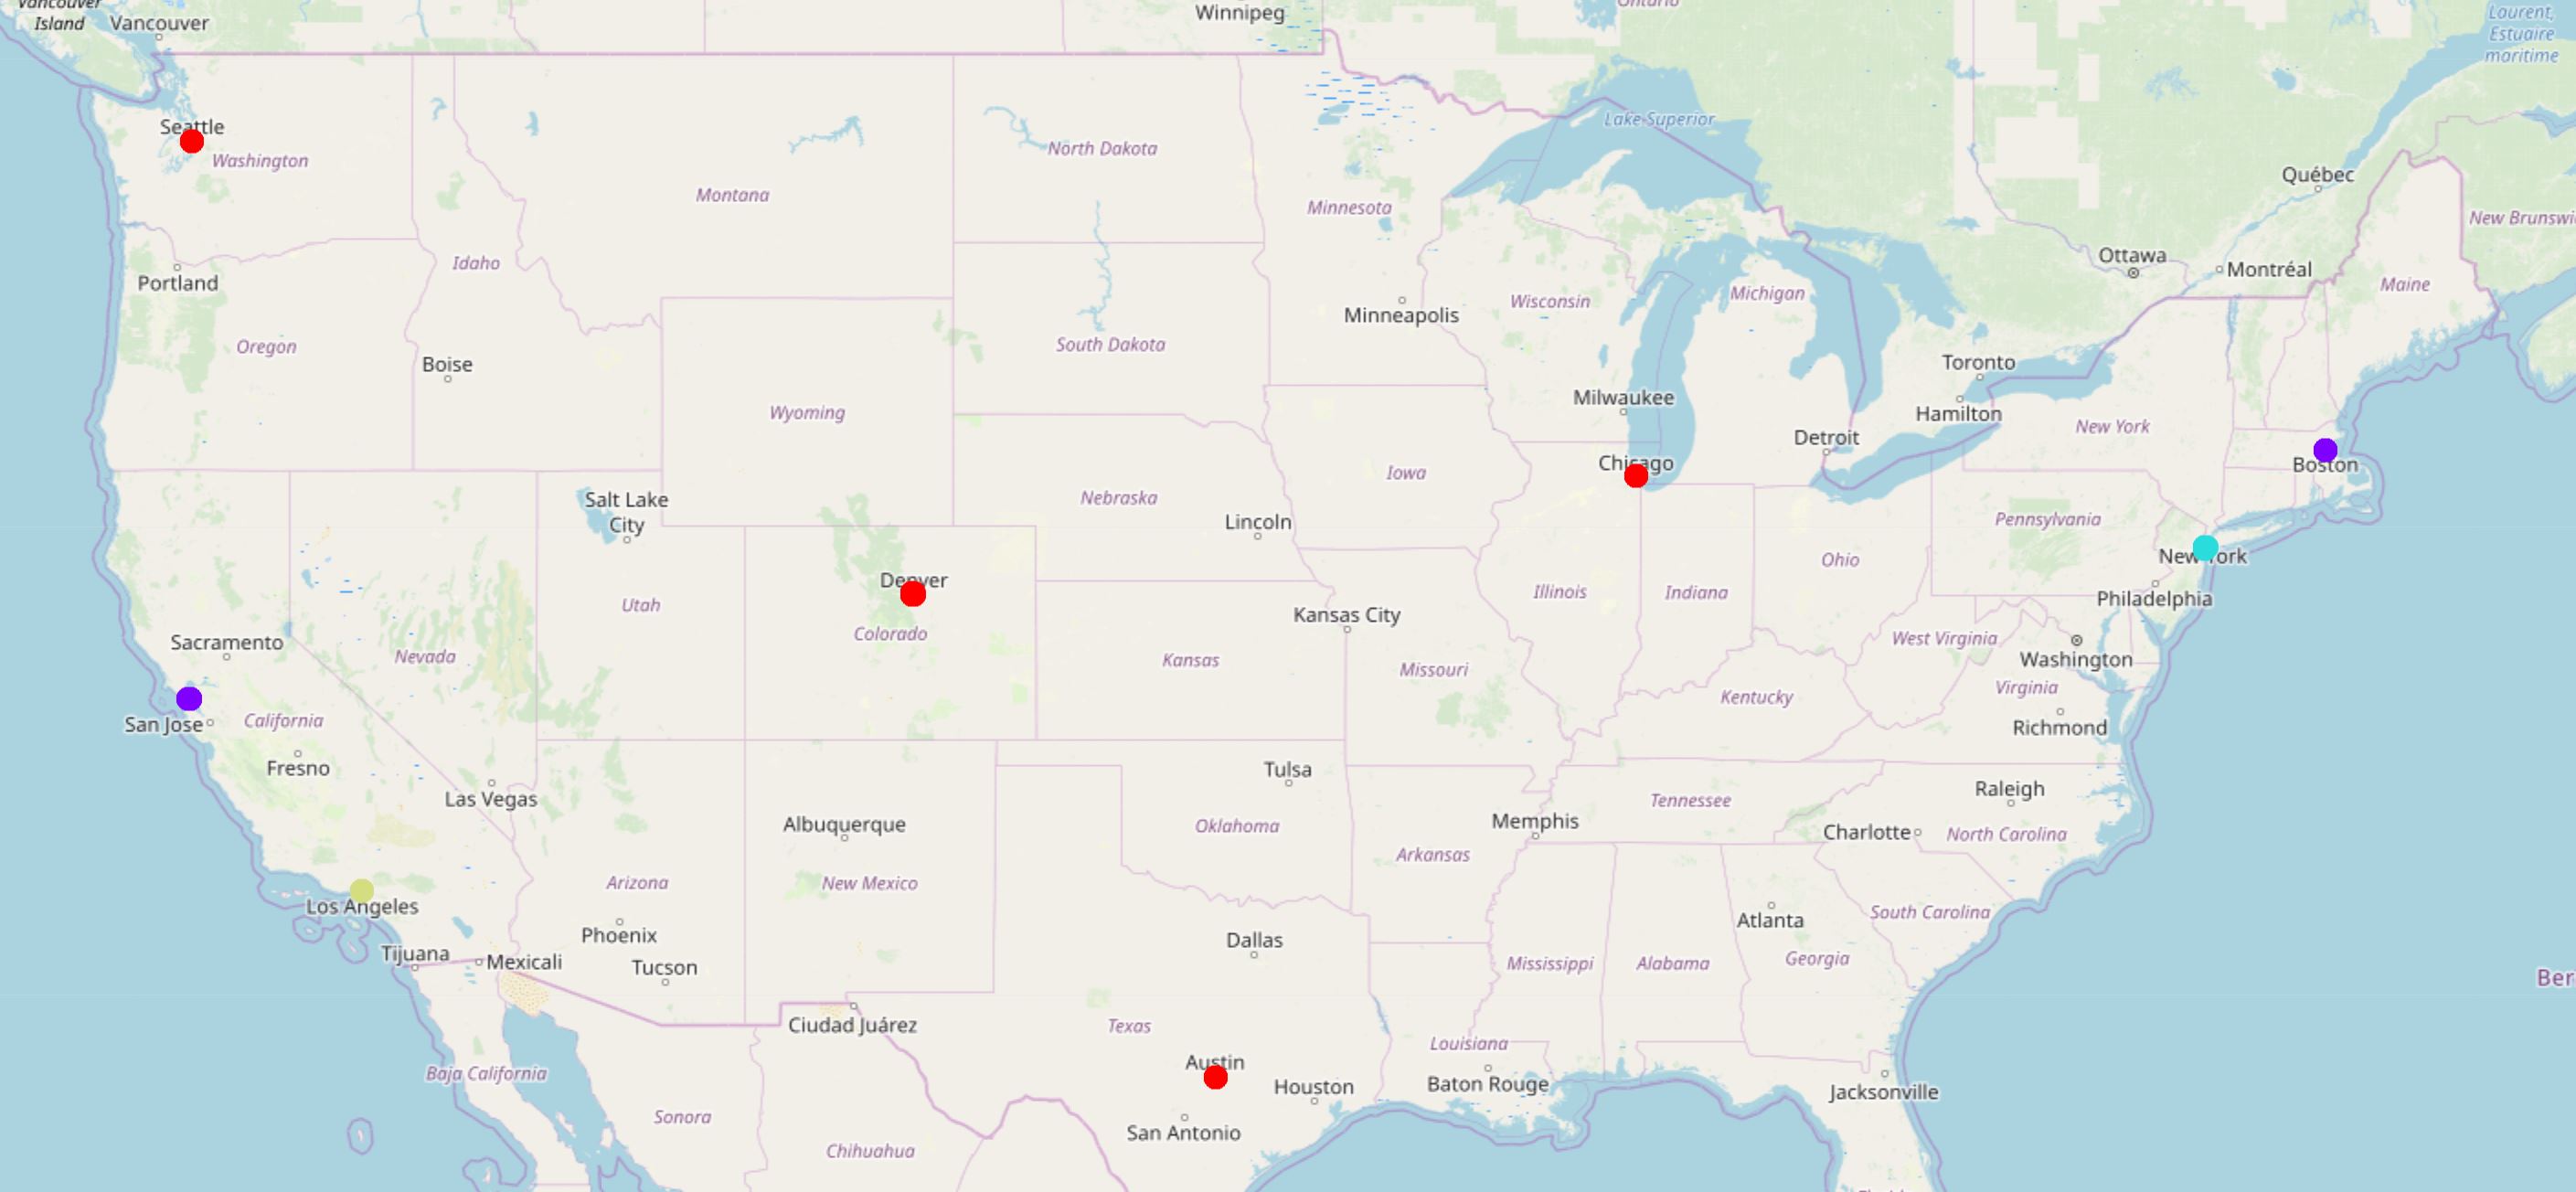 Vancouver
Island
Vancouver
Winnipeg
Ontario
Laurent,
Estuaire
maritime
Seattle
Washington
Lake Superior
North Dakota
Montana
Minnesota
Québec
New Brunswi
Portland
Idaho
Ottawa
Montréal
Maine
Oregon
Minneapolis
Wisconsin
Michigan
South Dakota
Boise
Toronto
Wyoming
Milwaukee
Hamilton
New York
Detroit
Chicago
Boston
Iowa
Salt Lake
City
Nebraska
Lincoln
Pennsylvania
New York
Ohio
Denver
Utah
Colorado
Illinois
Indiana
Philadelphia
Kansas City
Sacramento
Nevada
Kansas
Missouri
West Virginia
Washington
Virginia
Kentucky
San Jose
California
Richmond
Fresno
Las Vegas
Tulsa
Raleigh
Tennessee
Albuquerque
Oklahoma
Memphis
Charlotte
North Carolina
Arkansas
Arizona
New Mexico
Los Angeles
Phoenix
Atlanta
South Carolina
Dallas
Tijuana
Mexicali
Tucson
Mississippi
Alabama
Georgia
Ber
Ciudad Juárez
Texas
Louisiana
Austin
Houston
Baton Rouge
Jacksonville
Baja California
Sonora
San Antonio
Chihuahua